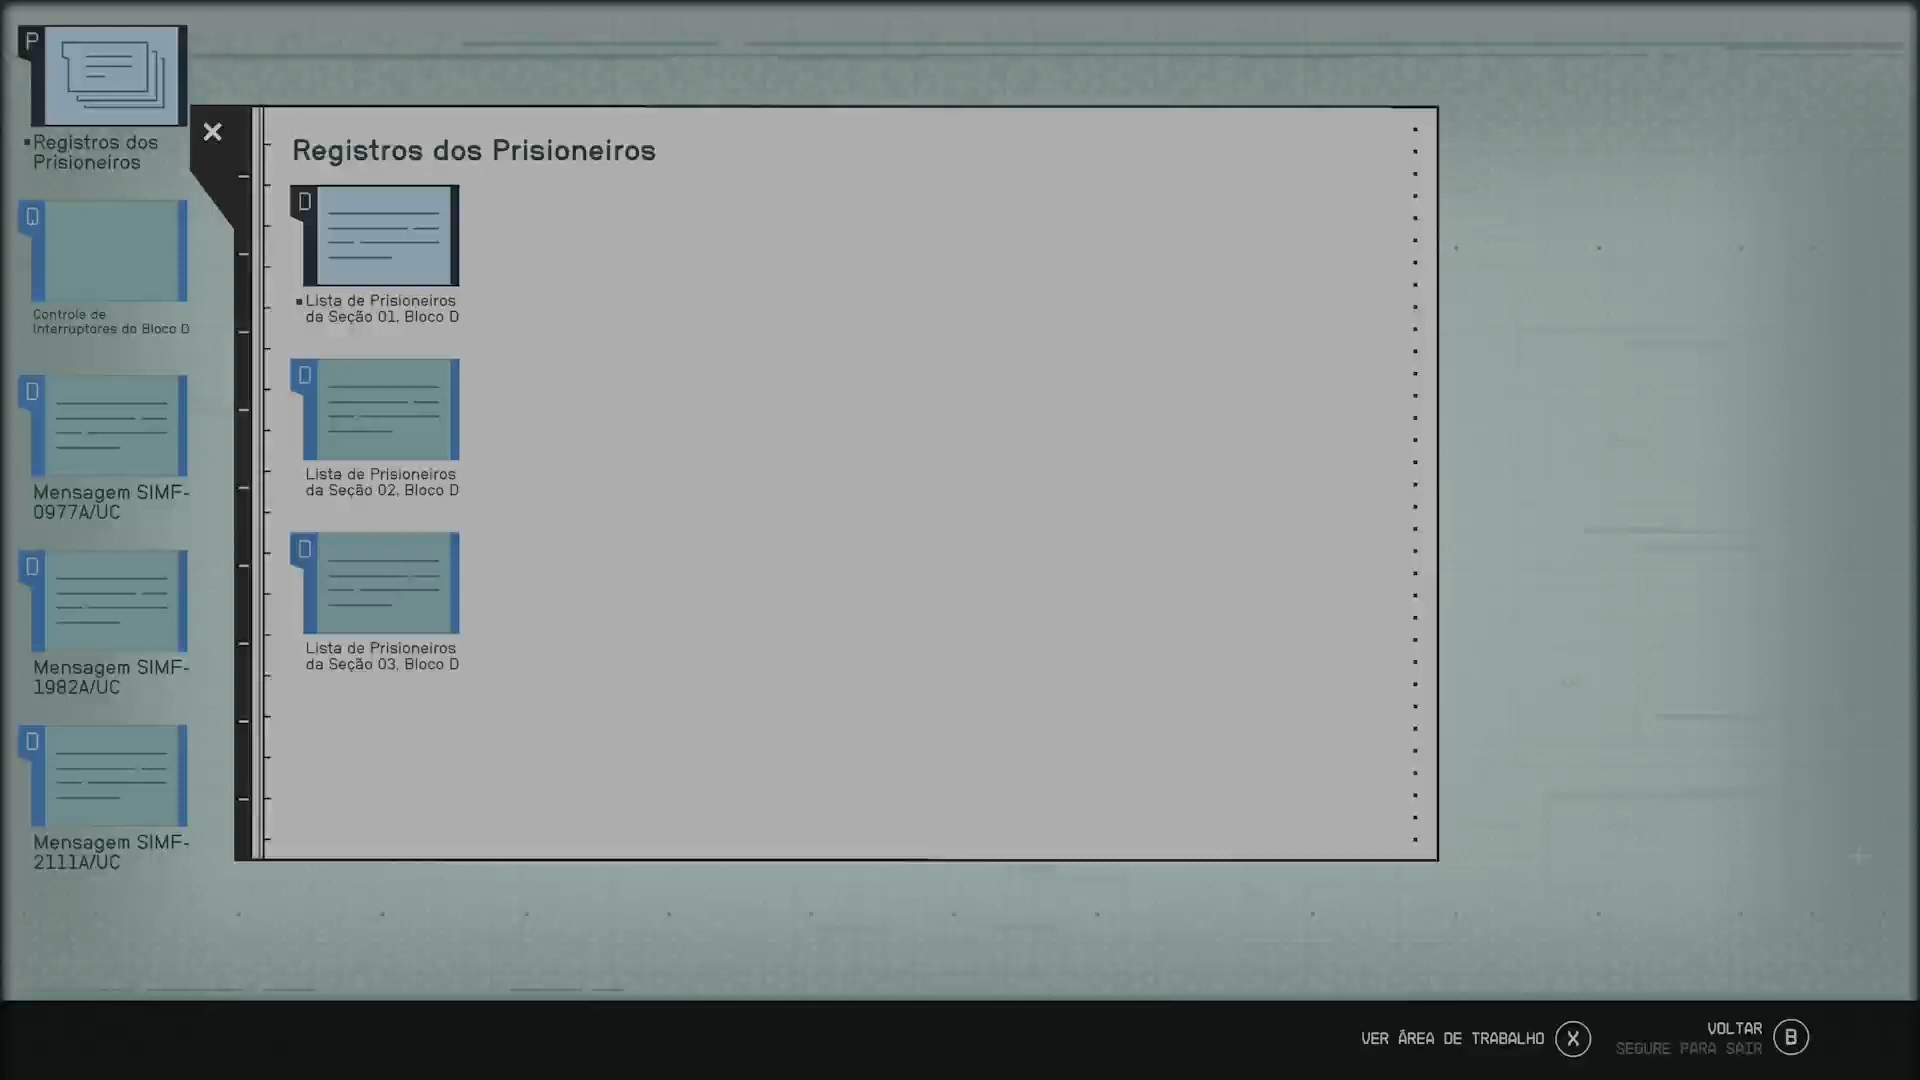 P
Registros dos
Prisioneiros
Q
Controle de
Interruptores do Bloco D
D
Mensagem SIMF-
0977A/UC
D
Mensagem SIMF-
1982A/UC
D
Mensagem SIMF-
2111A/UC
Registros dos Prisioneiros
D
Lista de Prisioneiros
da Seção 01, Bloco D
D
Lista de Prisioneiros
da Seção 02, Bloco D
D
Lista de Prisioneiros
da Seção 03, Bloco D
VER ÁREA DE TRABALHO X
VOLTAR B
SEGURE PARA SAIR